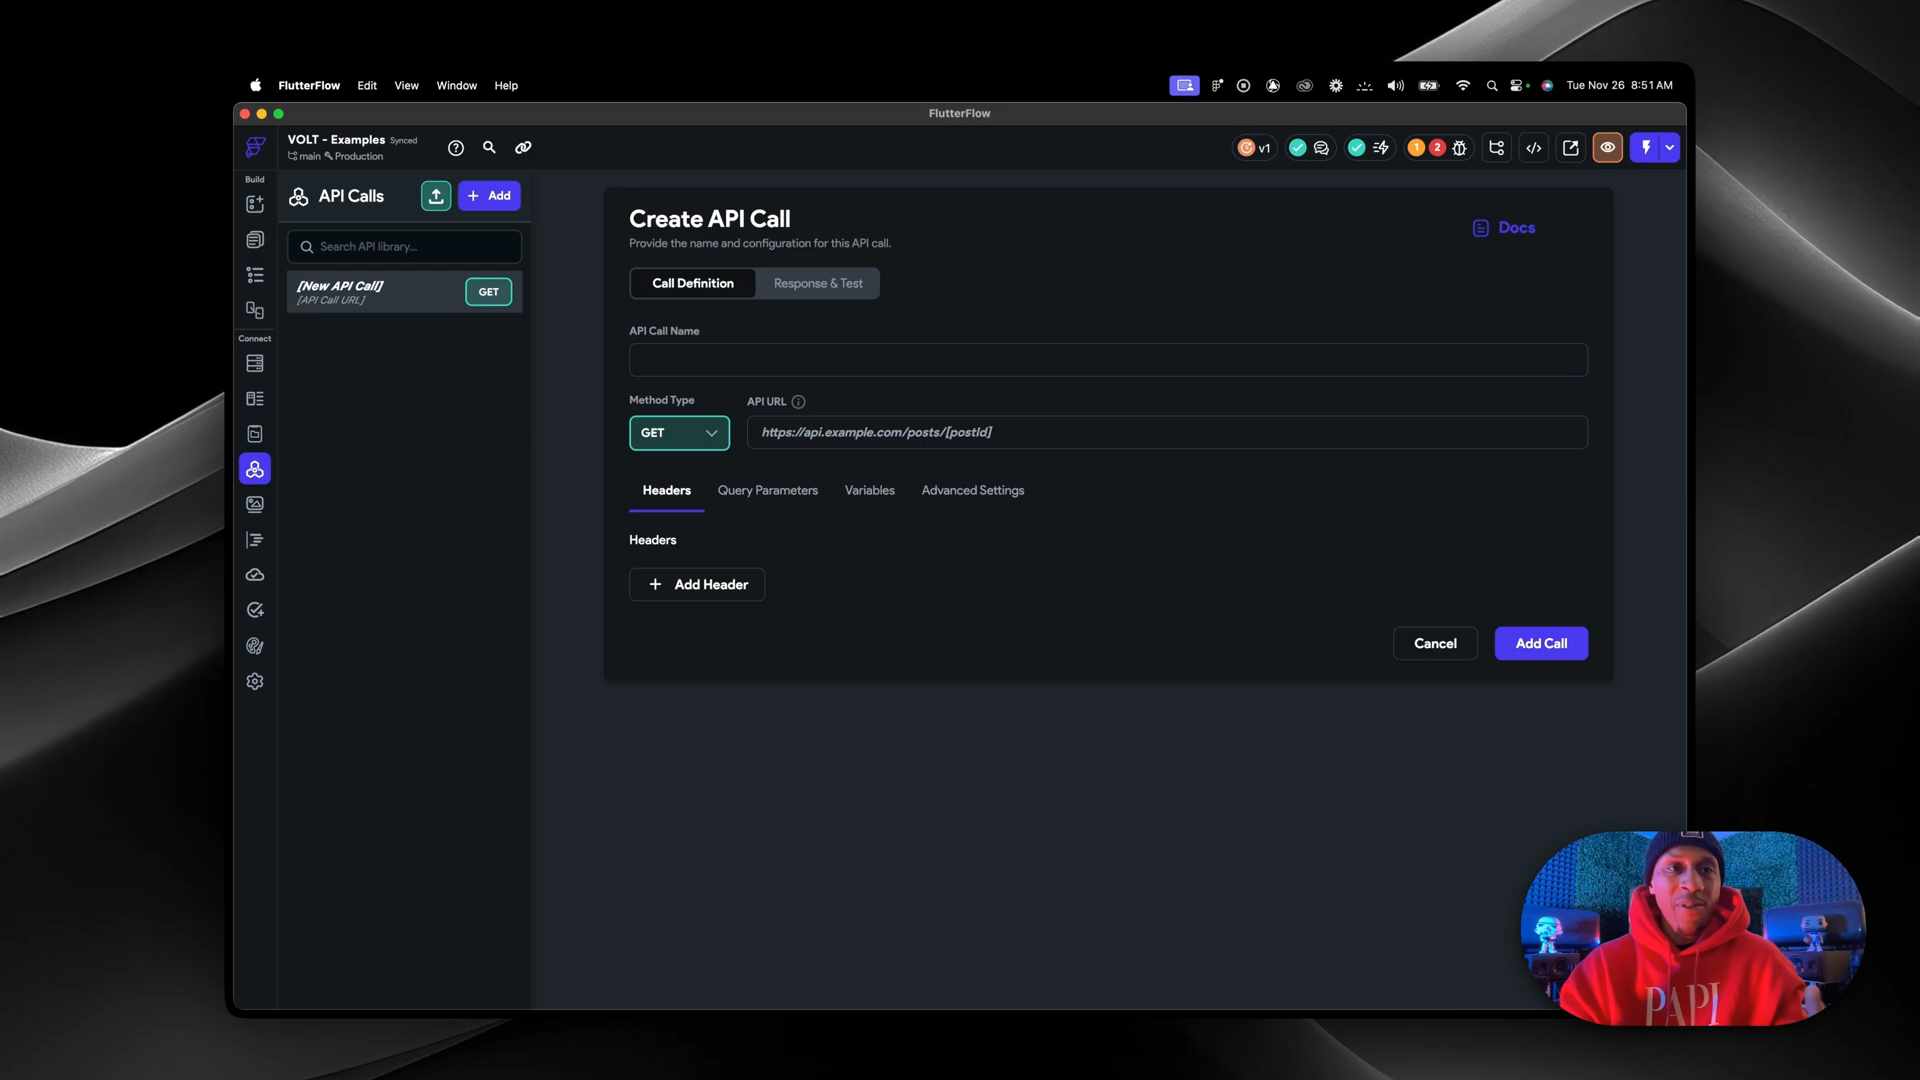 FlutterFlow Edit View Window Help
Tue Nov 26 8:51 AM
FlutterFlow
VOLT - Examples Synced
main Production
v1
1 2
Build
API Calls
Add
Search API library...
[New API Call]
[API Call URL]
GET
Connect
Create API Call
Provide the name and configuration for this API call.
Docs
Call Definition
Response & Test
API Call Name
Method Type
API URL
GET
https://api.example.com/posts/[postId]
Headers
Query Parameters
Variables
Advanced Settings
Headers
Add Header
Cancel
Add Call
PAPI